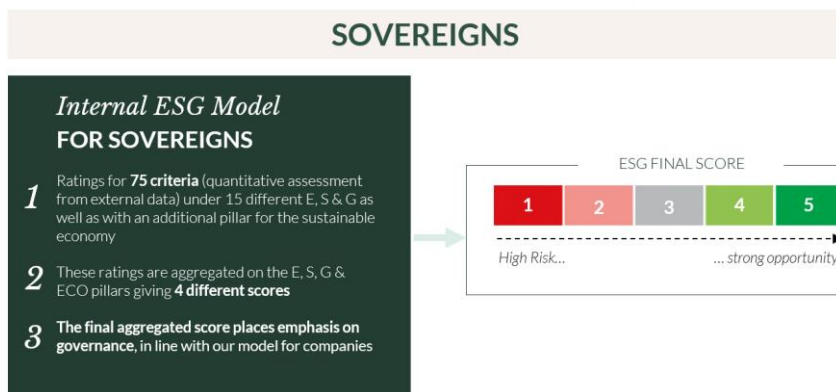 SOVEREIGNS
Internal ESG Model
FOR SOVEREIGNS
1
Ratings for 75 criteria (quantitative assessment
from external data) under 15 different E, S & G as
well as with an additional pillar for the sustainable
economy
2
These ratings are aggregated on the E, S, G &
ECO pillars giving 4 different scores
3
The final aggregated score places emphasis on
governance, in line with our model for companies
ESG FINAL SCORE
1 2 3 4 5
High Risk... ... strong opportunity